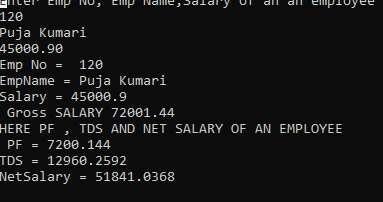 Enter Emp No, Emp Name,Salary of an an employee
120
Puja Kumari
45000.90
Emp No =  120
EmpName = Puja Kumari
Salary = 45000.9
 Gross SALARY 72001.44
HERE PF , TDS AND NET SALARY OF AN EMPLOYEE
 PF = 7200.144
TDS = 12960.2592
NetSalary = 51841.0368